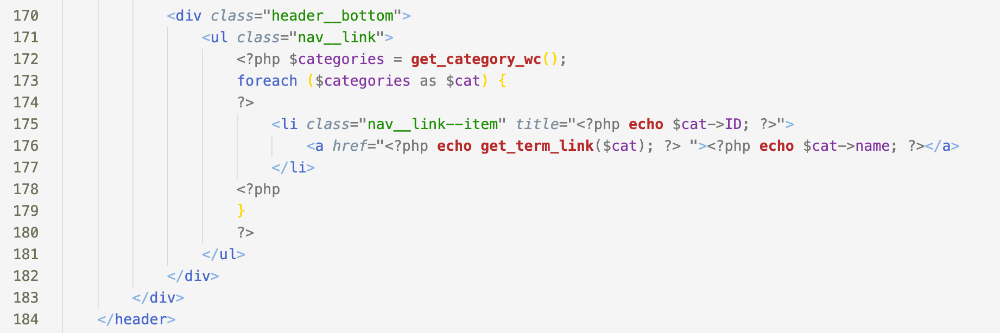 170 <div class="header__bottom">
171 <ul class="nav__link">
172 <?php $categories = get_category_wc();
173 foreach ($categories as $cat) {
174 ?>
175 <li class="nav__link--item" title="<?php echo $cat->ID; ?>">
176 <a href="<?php echo get_term_link($cat); ?> "><?php echo $cat->name; ?></a>
177 </li>
178 <?php
179 }
180 ?>
181 </ul>
182 </div>
183 </div>
184 </header>